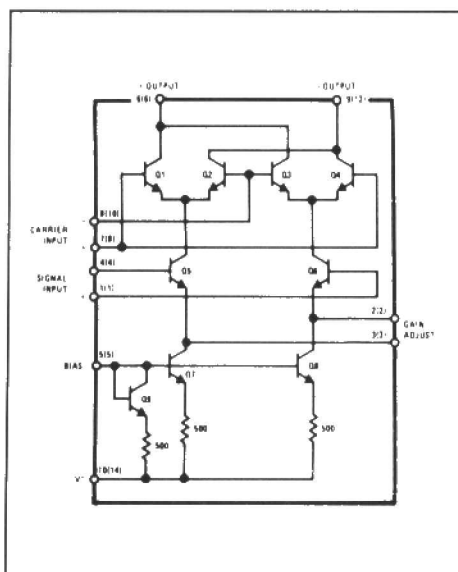 OUTPUT OUTPUT
6(6) 9(12)
Q1 Q2 Q3 Q4
8(10)
CARRIER
INPUT
7(8)
SIGNAL
INPUT
4(4)
Q5 Q6
1(1)
2(2)
GAIN
ADJUST
3(3)
BIAS
5(5)
Q7 Q8
500 500 500
10(14)